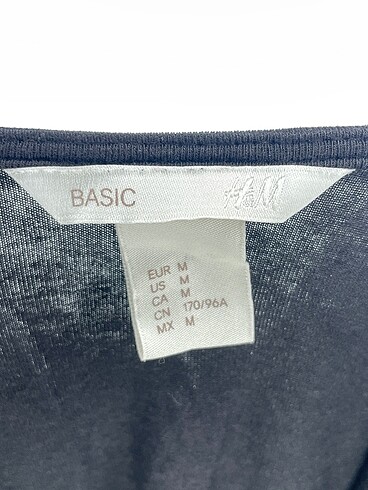 BASIC H&M
EUR M
US M
CA M
CN 170/96A
MX M